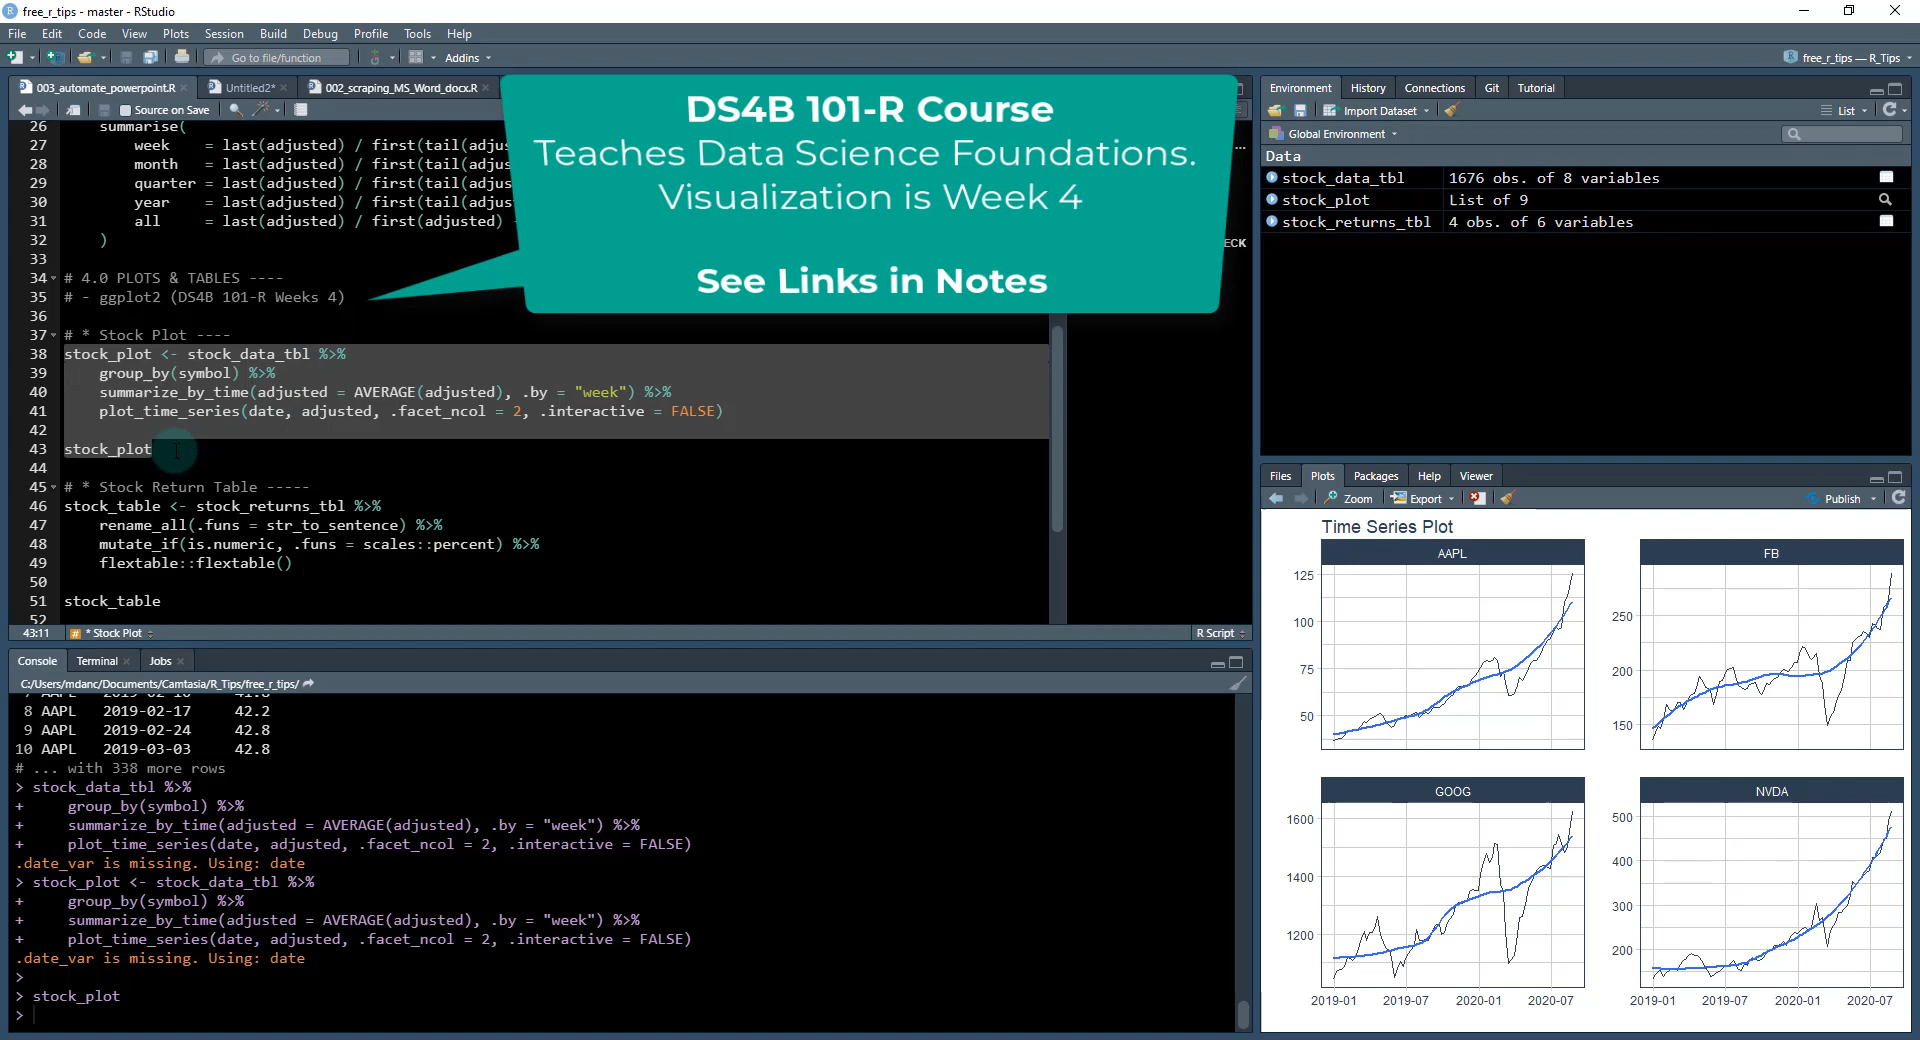 free_r_tips - master - RStudio
File Edit Code View Plots Session Build Debug Profile Tools Help
Go to file/function
Addins
free_r_tips — R_Tips
003_automate_powerpoint.R
Untitled2*
002_scraping_MS_Word_docx.R
Source on Save
26 summarise(
27 week = last(adjusted) / first(tail(adjus
28 month = last(adjusted) / first(tail(adjus
29 quarter = last(adjusted) / first(tail(adjus
30 year = last(adjusted) / first(tail(adjus
31 all = last(adjusted) / first(adjusted)
32 )
33
34 # 4.0 PLOTS & TABLES ----
35 # - ggplot2 (DS4B 101-R Weeks 4)
36
37 # * Stock Plot ----
38 stock_plot <- stock_data_tbl %>%
39 group_by(symbol) %>%
40 summarize_by_time(adjusted = AVERAGE(adjusted), .by = "week") %>%
41 plot_time_series(date, adjusted, .facet_ncol = 2, .interactive = FALSE)
42
43 stock_plot
44
45 # * Stock Return Table -----
46 stock_table <- stock_returns_tbl %>%
47 rename_all(.funs = str_to_sentence) %>%
48 mutate_if(is.numeric, .funs = scales::percent) %>%
49 flextable::flextable()
50
51 stock_table
52
43:11 # * Stock Plot
R Script
DS4B 101-R Course
Teaches Data Science Foundations.
Visualization is Week 4
See Links in Notes
...
ECK
Console Terminal Jobs
C:/Users/mdanc/Documents/Camtasia/R_Tips/free_r_tips/
8 AAPL 2019-02-17 42.2
9 AAPL 2019-02-24 42.8
10 AAPL 2019-03-03 42.8
# ... with 338 more rows
> stock_data_tbl %>%
+ group_by(symbol) %>%
+ summarize_by_time(adjusted = AVERAGE(adjusted), .by = "week") %>%
+ plot_time_series(date, adjusted, .facet_ncol = 2, .interactive = FALSE)
.date_var is missing. Using: date
> stock_plot <- stock_data_tbl %>%
+ group_by(symbol) %>%
+ summarize_by_time(adjusted = AVERAGE(adjusted), .by = "week") %>%
+ plot_time_series(date, adjusted, .facet_ncol = 2, .interactive = FALSE)
.date_var is missing. Using: date
>
> stock_plot
>
Environment History Connections Git Tutorial
Import Dataset
List
Global Environment
Data
stock_data_tbl 1676 obs. of 8 variables
stock_plot List of 9
stock_returns_tbl 4 obs. of 6 variables
Files Plots Packages Help Viewer
Zoom Export Publish
Time Series Plot
AAPL
125
100
75
50
FB
250
200
150
GOOG
1600
1400
1200
2019-01 2019-07 2020-01 2020-07
NVDA
500
400
300
200
2019-01 2019-07 2020-01 2020-07